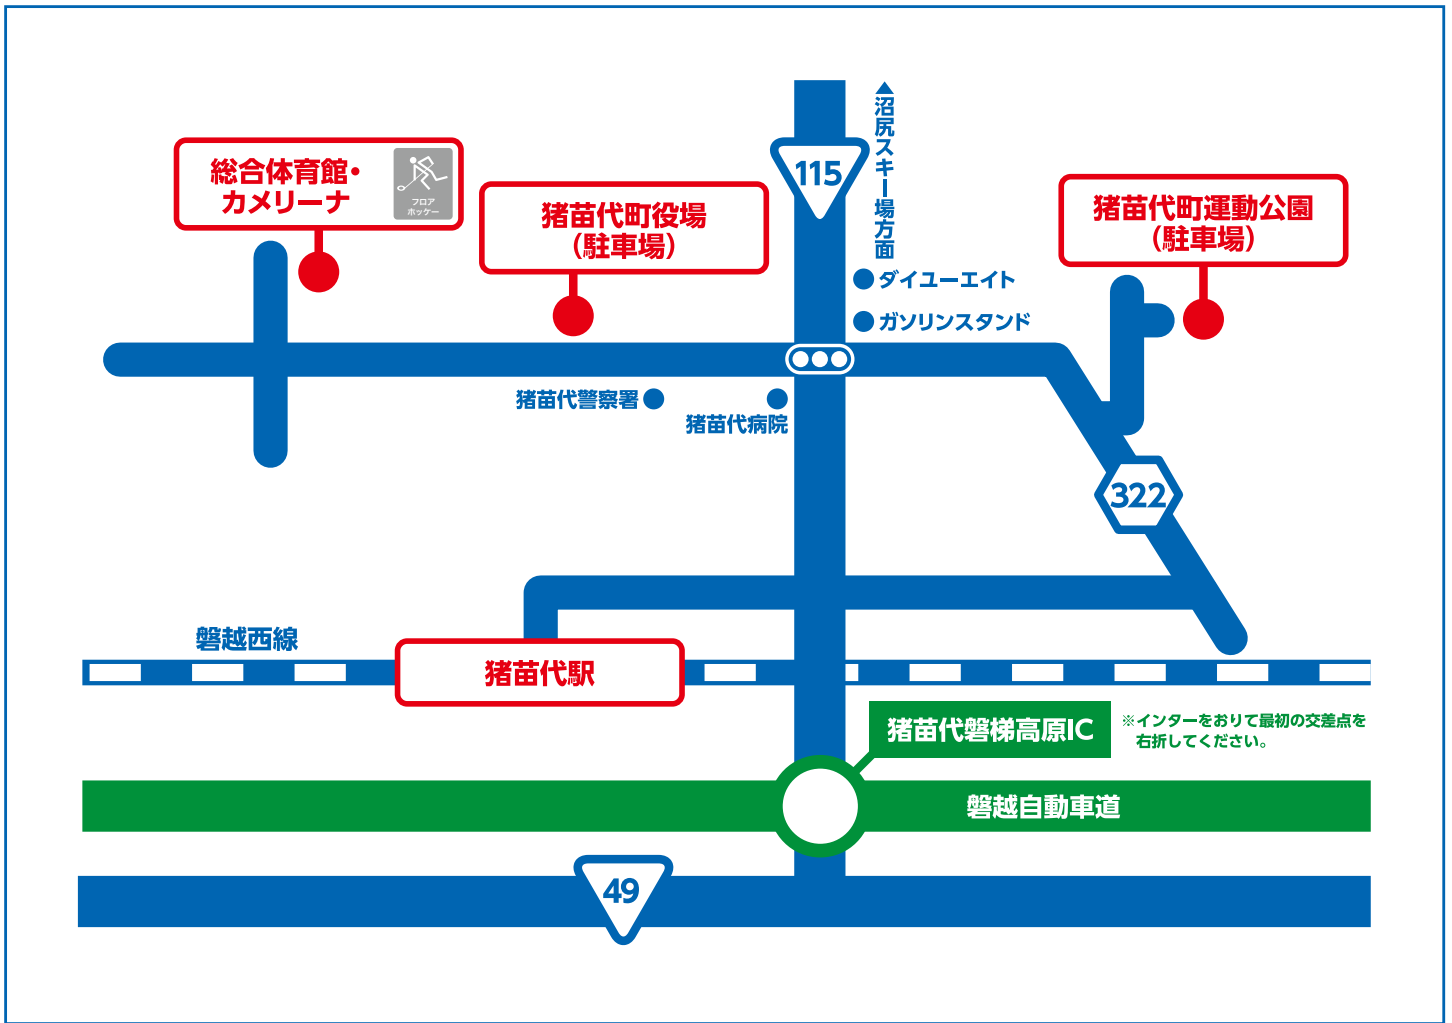 ▲沼尻スキー場方面
115
総合体育館・
カメリーナ
フロア
ホッケー
猪苗代町役場
（駐車場）
猪苗代町運動公園
（駐車場）
ダイユーエイト
ガソリンスタンド
猪苗代警察署
猪苗代病院
322
磐越西線
猪苗代駅
猪苗代磐梯高原IC
※インターをおりて最初の交差点を
右折してください。
磐越自動車道
49